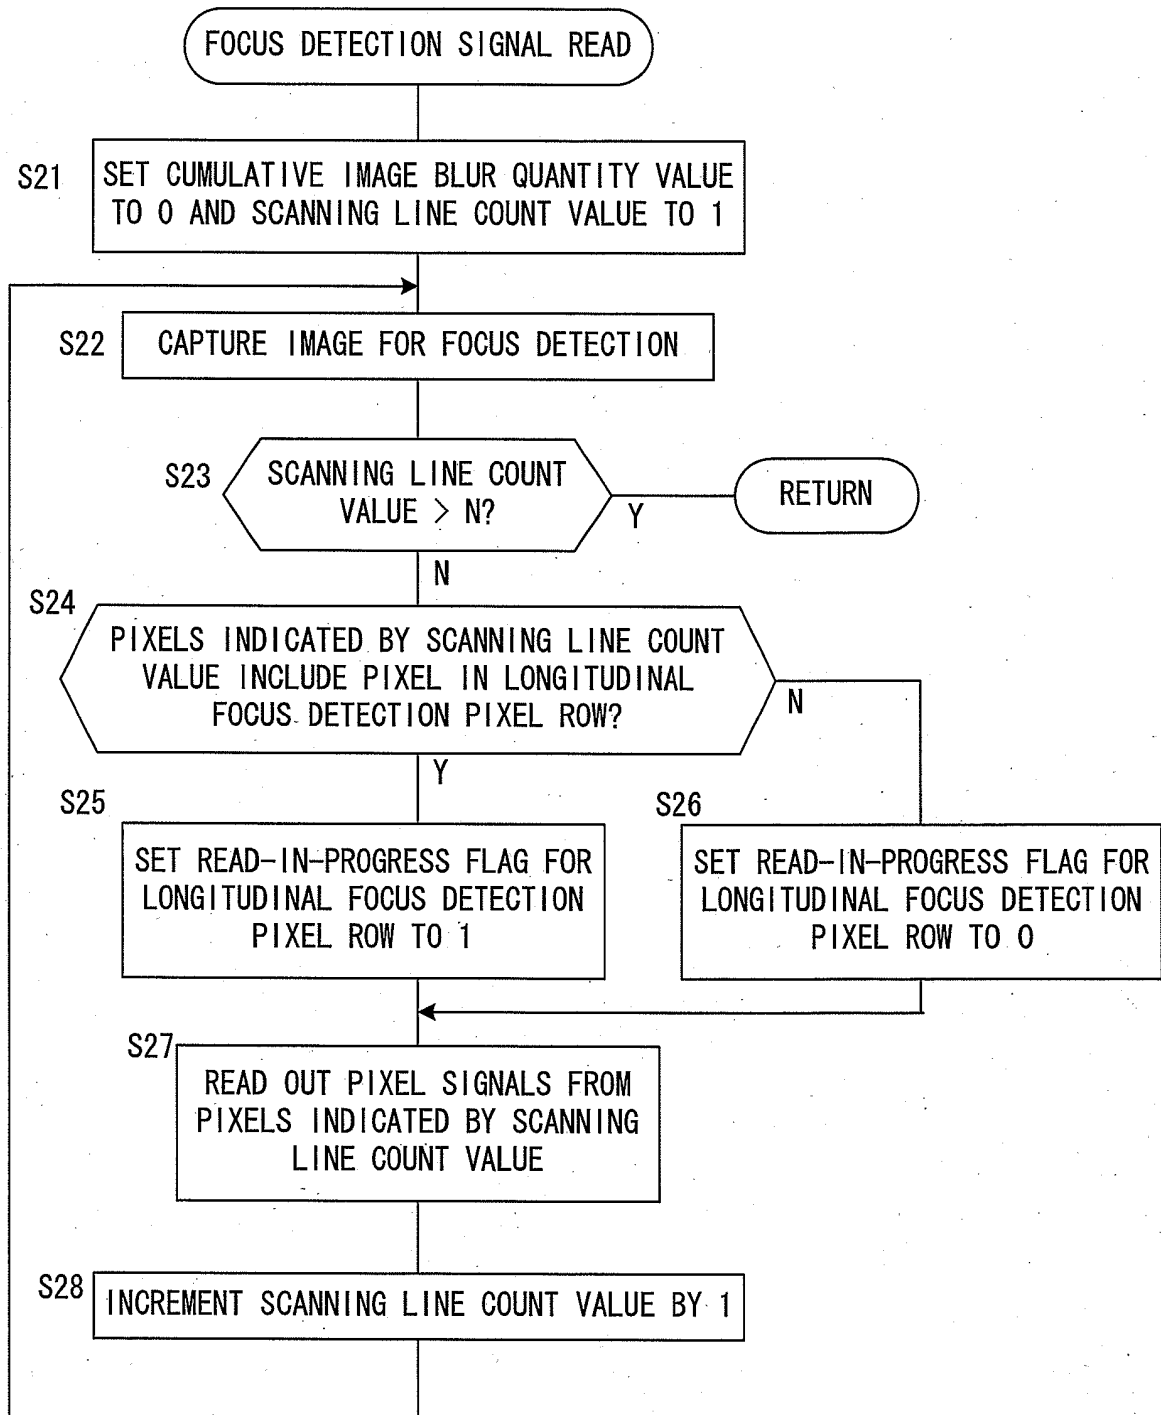 FOCUS DETECTION SIGNAL READ
S21
SET CUMULATIVE IMAGE BLUR QUANTITY VALUE
TO 0 AND SCANNING LINE COUNT VALUE TO 1
S22
CAPTURE IMAGE FOR FOCUS DETECTION
S23
SCANNING LINE COUNT
VALUE > N?
Y
RETURN
N
S24
PIXELS INDICATED BY SCANNING LINE COUNT
VALUE INCLUDE PIXEL IN LONGITUDINAL
FOCUS DETECTION PIXEL ROW?
N
Y
S25
SET READ-IN-PROGRESS FLAG FOR
LONGITUDINAL FOCUS DETECTION
PIXEL ROW TO 1
S26
SET READ-IN-PROGRESS FLAG FOR
LONGITUDINAL FOCUS DETECTION
PIXEL ROW TO 0
S27
READ OUT PIXEL SIGNALS FROM
PIXELS INDICATED BY SCANNING
LINE COUNT VALUE
S28
INCREMENT SCANNING LINE COUNT VALUE BY 1